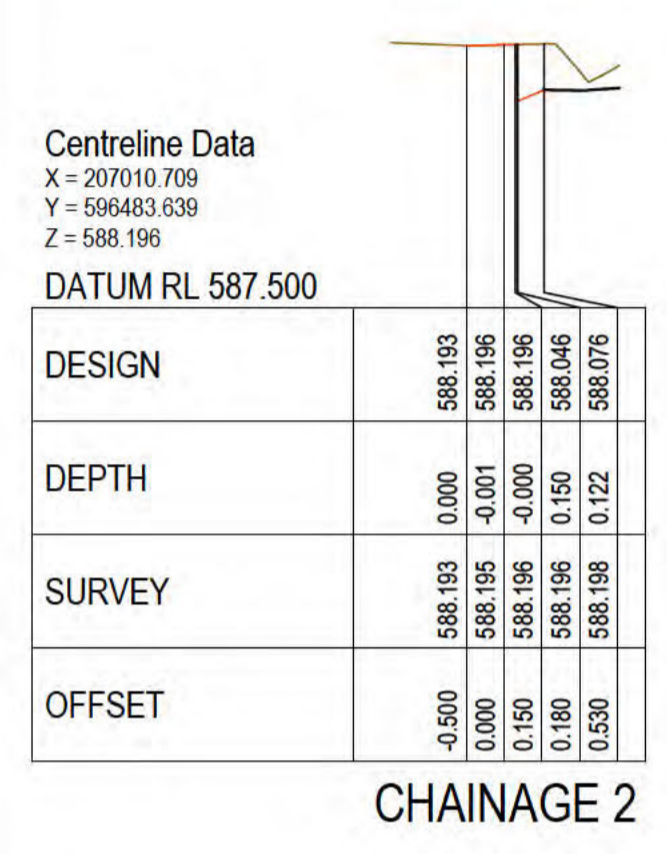 Centreline Data
X = 207010.709
Y = 596483.639
Z = 588.196
DATUM RL 587.500
DESIGN 588.193 588.196 588.196 588.046 588.076
DEPTH 0.000 -0.001 -0.000 0.150 0.122
SURVEY 588.193 588.195 588.196 588.196 588.198
OFFSET -0.500 0.000 0.150 0.180 0.530
CHAINAGE 2